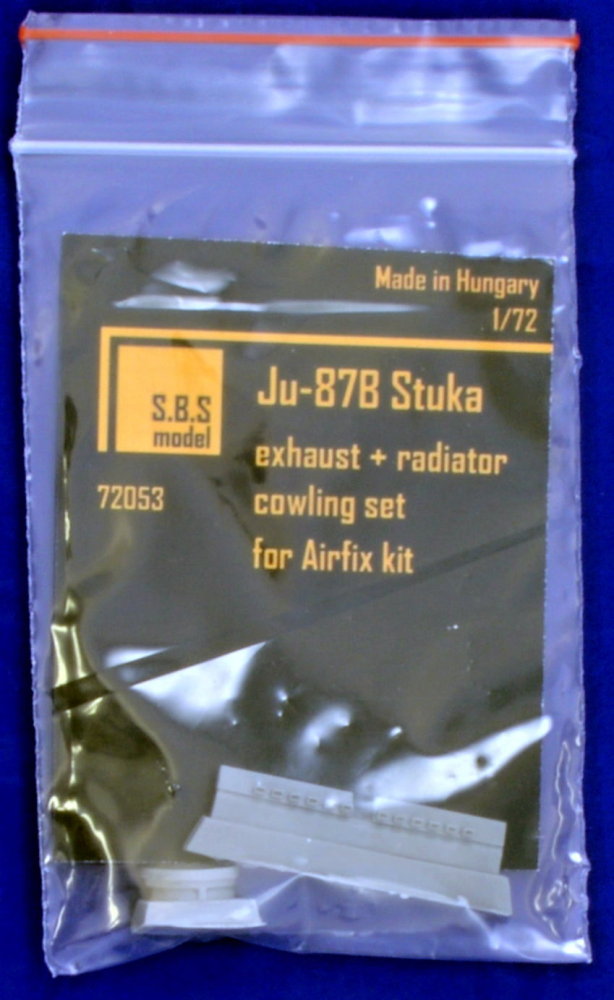 Made in Hungary
1/72
S.B.S
model
Ju-87B Stuka
exhaust + radiator
cowling set
for Airfix kit
72053